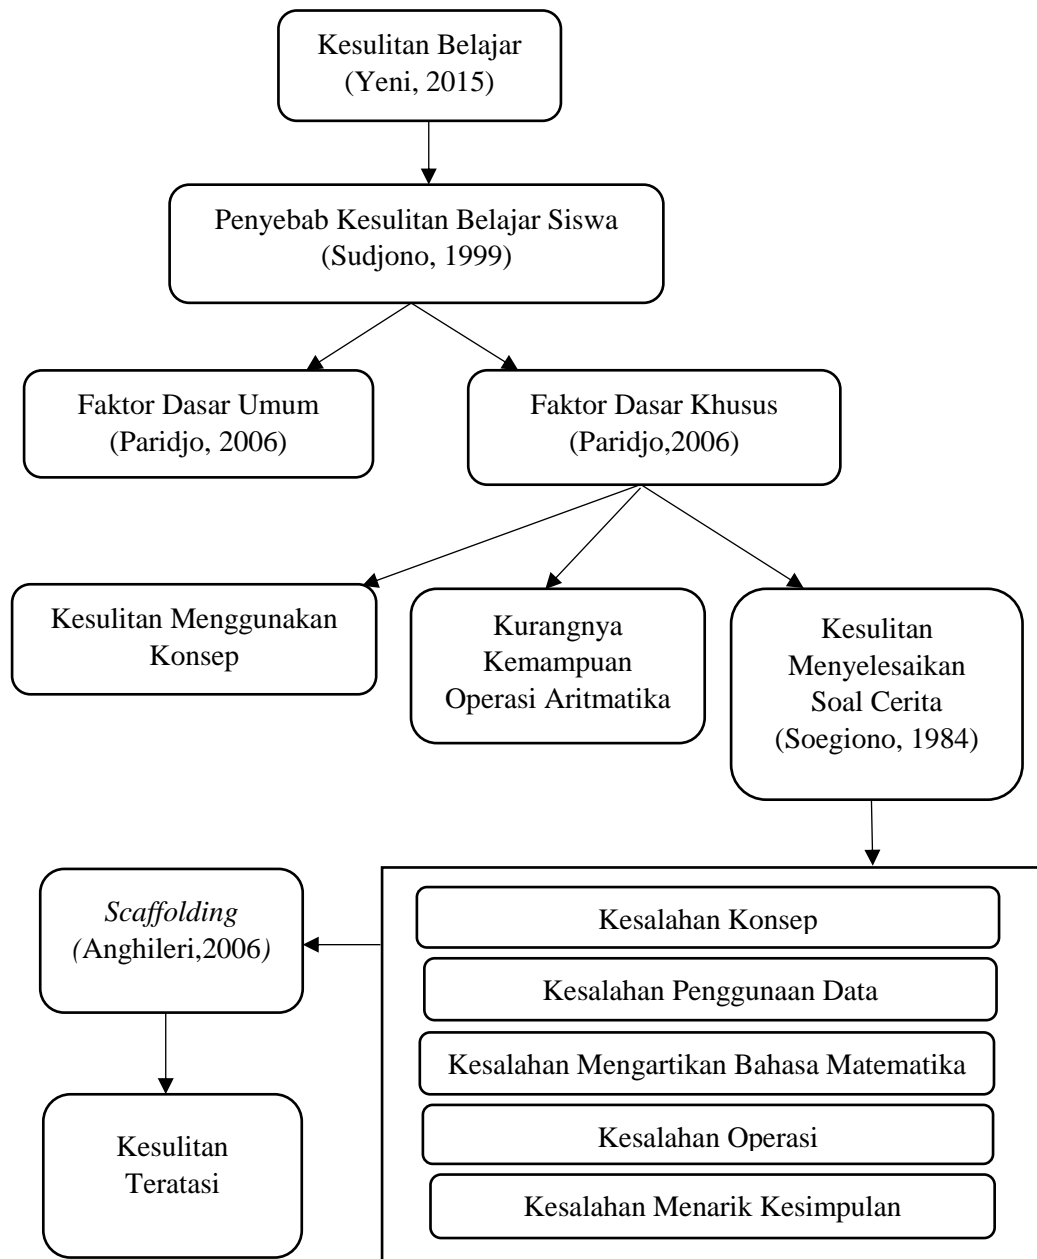 Kesulitan Belajar
(Yeni, 2015)
Penyebab Kesulitan Belajar Siswa
(Sudjono, 1999)
Faktor Dasar Umum
(Paridjo, 2006)
Faktor Dasar Khusus
(Paridjo,2006)
Kesulitan Menggunakan
Konsep
Kurangnya
Kemampuan
Operasi Aritmatika
Kesulitan
Menyelesaikan
Soal Cerita
(Soegiono, 1984)
Scaffolding
(Anghileri,2006)
Kesulitan
Teratasi
Kesalahan Konsep
Kesalahan Penggunaan Data
Kesalahan Mengartikan Bahasa Matematika
Kesalahan Operasi
Kesalahan Menarik Kesimpulan